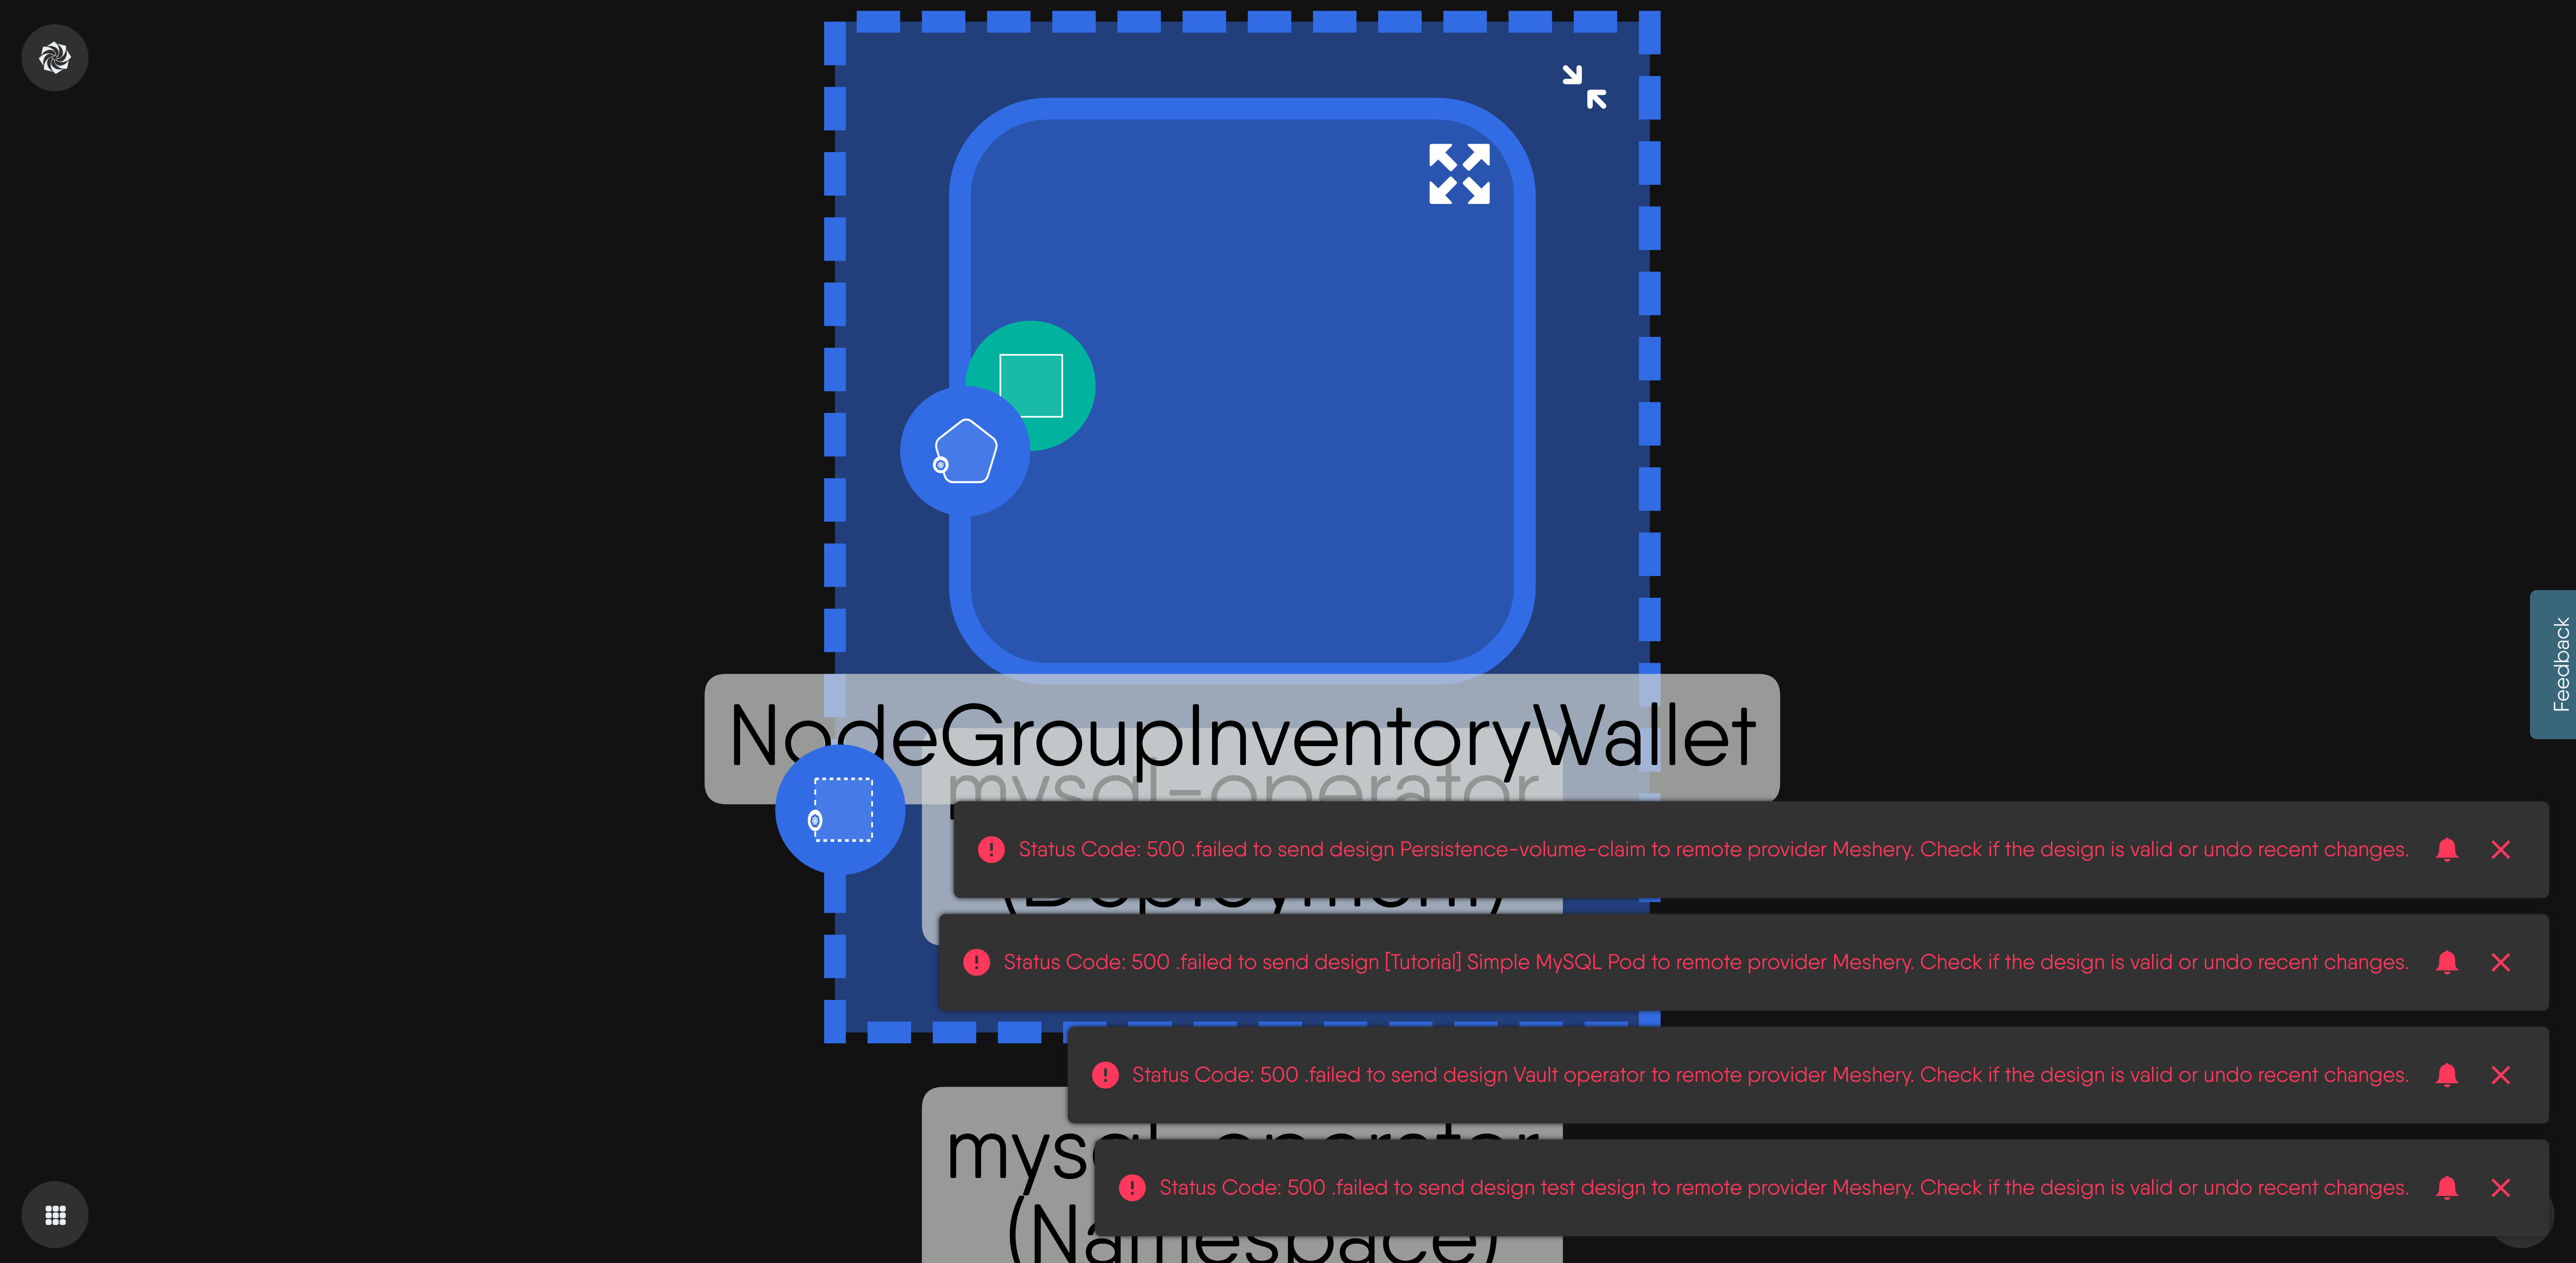 NodeGroupInventoryWallet
mysql-operator
Status Code: 500 .failed to send design Persistence-volume-claim to remote provider Meshery. Check if the design is valid or undo recent changes.
(Deployment)
Status Code: 500 .failed to send design [Tutorial] Simple MySQL Pod to remote provider Meshery. Check if the design is valid or undo recent changes.
Status Code: 500 .failed to send design Vault operator to remote provider Meshery. Check if the design is valid or undo recent changes.
mysql-operator
Status Code: 500 .failed to send design test design to remote provider Meshery. Check if the design is valid or undo recent changes.
(Namespace)
Feedback